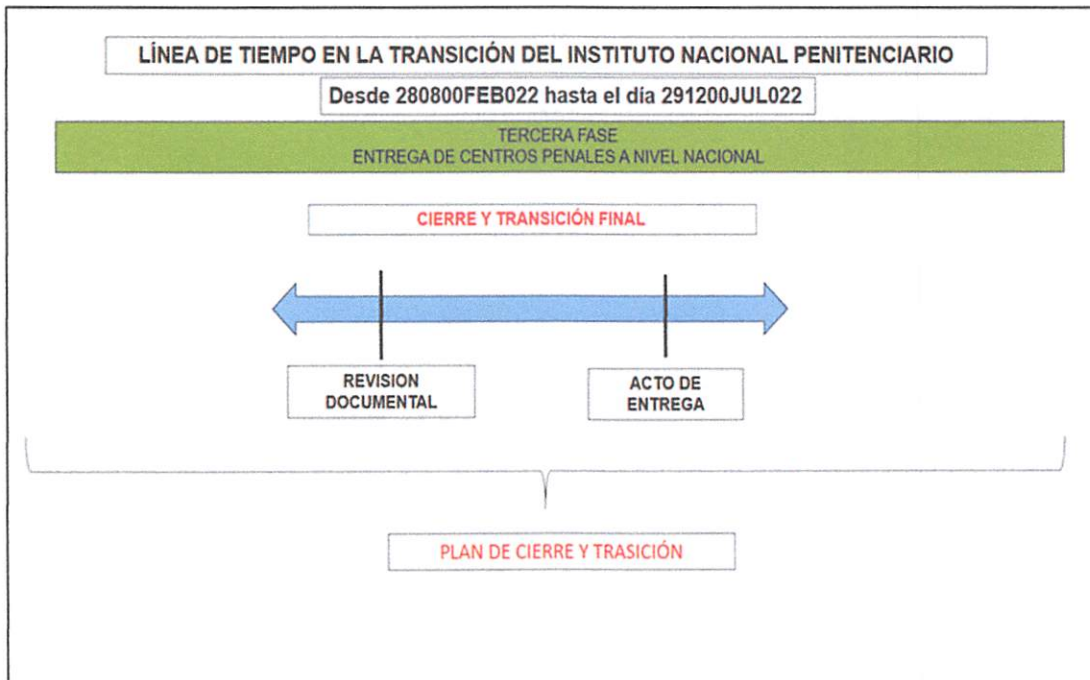 LÍNEA DE TIEMPO EN LA TRANSICIÓN DEL INSTITUTO NACIONAL PENITENCIARIO
Desde 280800FEB022 hasta el día 291200JUL022
TERCERA FASE
ENTREGA DE CENTROS PENALES A NIVEL NACIONAL
CIERRE Y TRANSICIÓN FINAL
REVISION
DOCUMENTAL
ACTO DE
ENTREGA
PLAN DE CIERRE Y TRASICIÓN